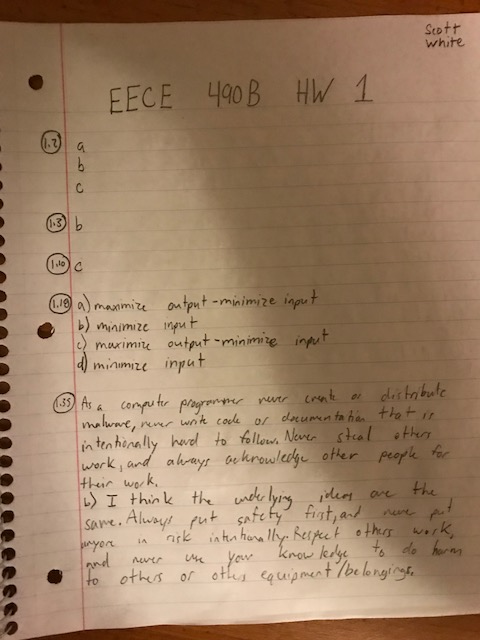 Scott
White
EECE 490B HW 1
1.2 a
b
c
1.3 b
1.10 c
1.18 a) maximize output-minimize input
b) minimize input
c) maximize output-minimize input
d) minimize input
1.35 As a computer programmer never create or distribute
malware, never write code or documentation that is
intentionally hard to follow. Never steal others
work, and always acknowledge other people for
their work.
b) I think the underlying ideas are the
same. Always put safety first, and never put
anyone in risk intentionally. Respect others work,
and never use your knowledge to do harm
to others or others equipment/belongings.